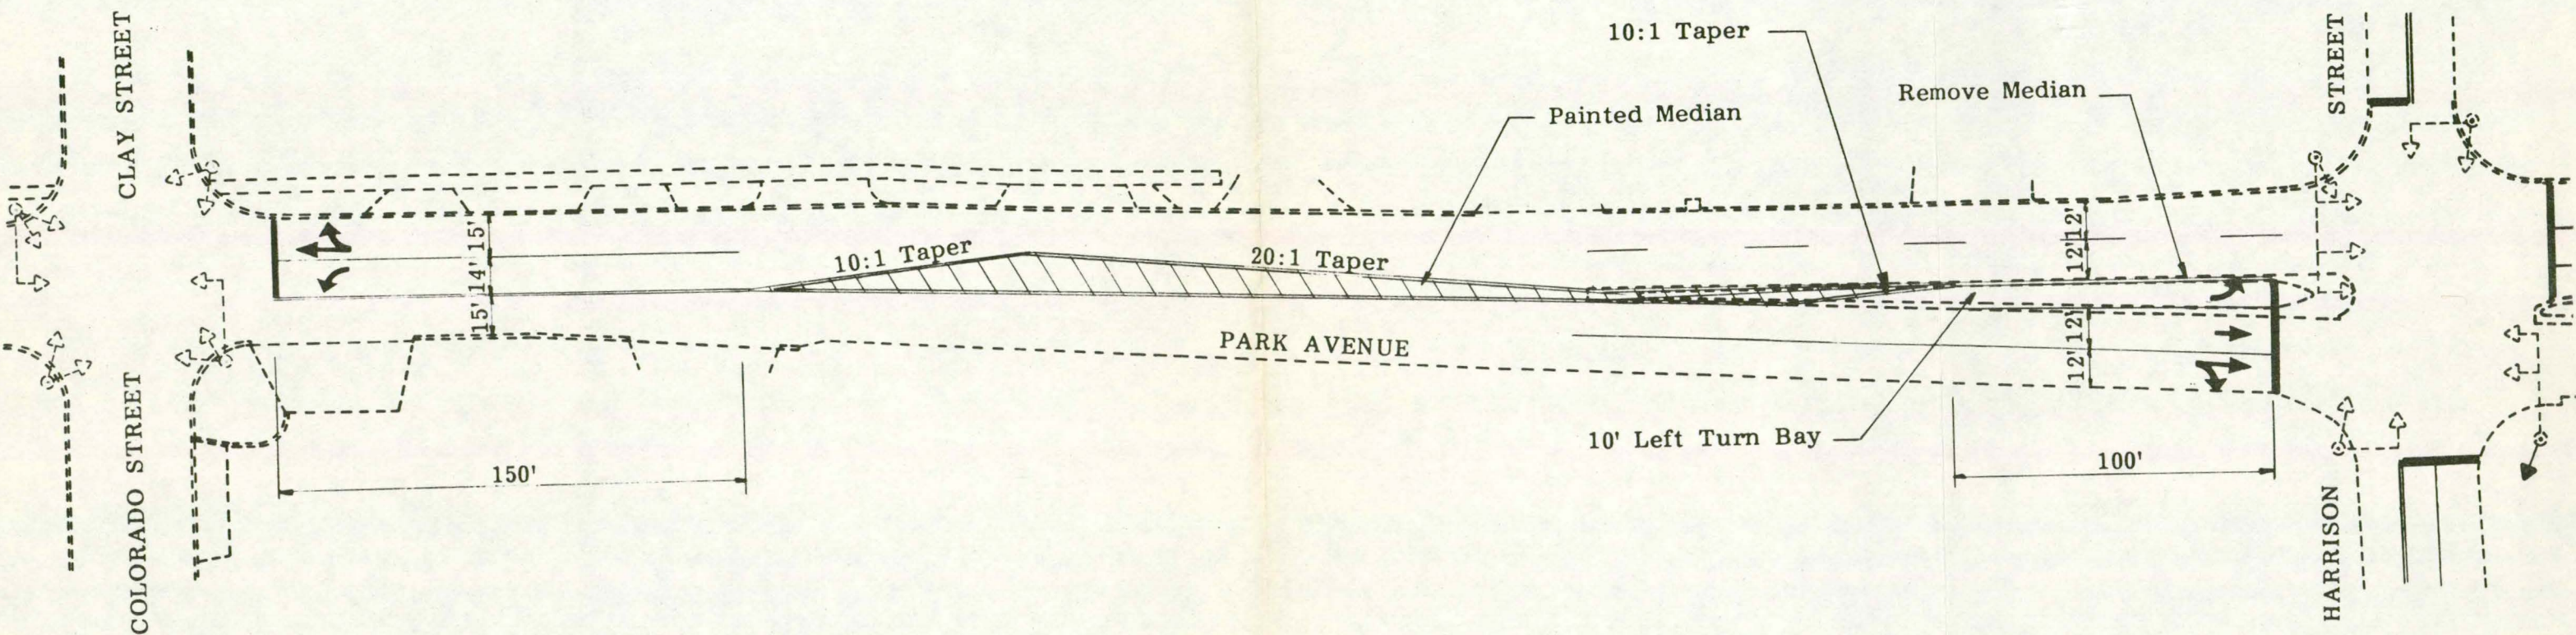 CLAY STREET
COLORADO STREET
10:1 Taper
Painted Median
Remove Median
STREET
HARRISON
15'
14'
15'
10:1 Taper
20:1 Taper
PARK AVENUE
12'
12'
12'
12'
10' Left Turn Bay
150'
100'